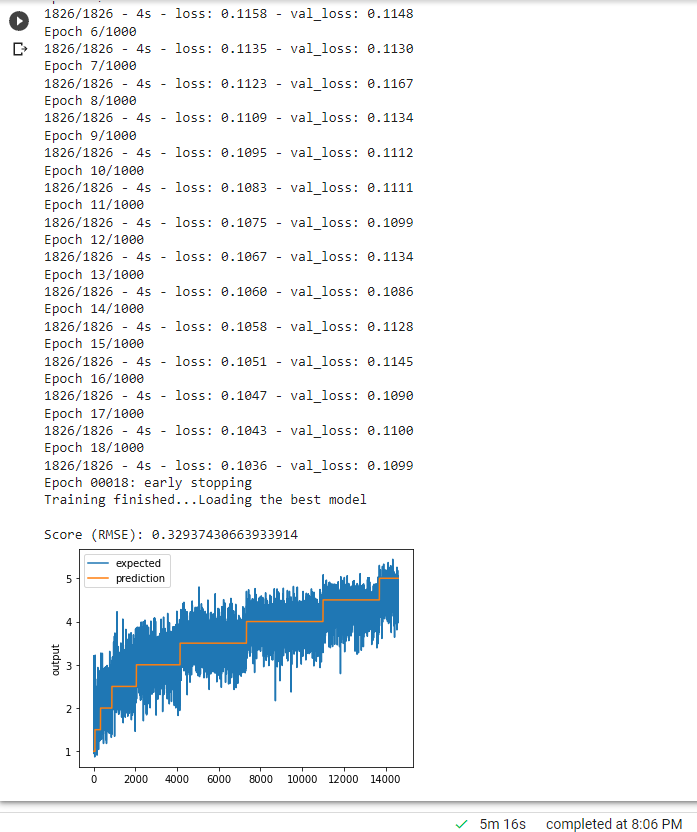 1826/1826 - 4s - loss: 0.1158 - val_loss: 0.1148
Epoch 6/1000
1826/1826 - 4s - loss: 0.1135 - val_loss: 0.1130
Epoch 7/1000
1826/1826 - 4s - loss: 0.1123 - val_loss: 0.1167
Epoch 8/1000
1826/1826 - 4s - loss: 0.1109 - val_loss: 0.1134
Epoch 9/1000
1826/1826 - 4s - loss: 0.1095 - val_loss: 0.1112
Epoch 10/1000
1826/1826 - 4s - loss: 0.1083 - val_loss: 0.1111
Epoch 11/1000
1826/1826 - 4s - loss: 0.1075 - val_loss: 0.1099
Epoch 12/1000
1826/1826 - 4s - loss: 0.1067 - val_loss: 0.1134
Epoch 13/1000
1826/1826 - 4s - loss: 0.1060 - val_loss: 0.1086
Epoch 14/1000
1826/1826 - 4s - loss: 0.1058 - val_loss: 0.1128
Epoch 15/1000
1826/1826 - 4s - loss: 0.1051 - val_loss: 0.1145
Epoch 16/1000
1826/1826 - 4s - loss: 0.1047 - val_loss: 0.1090
Epoch 17/1000
1826/1826 - 4s - loss: 0.1043 - val_loss: 0.1100
Epoch 18/1000
1826/1826 - 4s - loss: 0.1036 - val_loss: 0.1099
Epoch 00018: early stopping
Training finished...Loading the best model
Score (RMSE): 0.32937430663933914
expected
prediction
5
4
3
2
1
output
0 2000 4000 6000 8000 10000 12000 14000
5m 16s completed at 8:06 PM